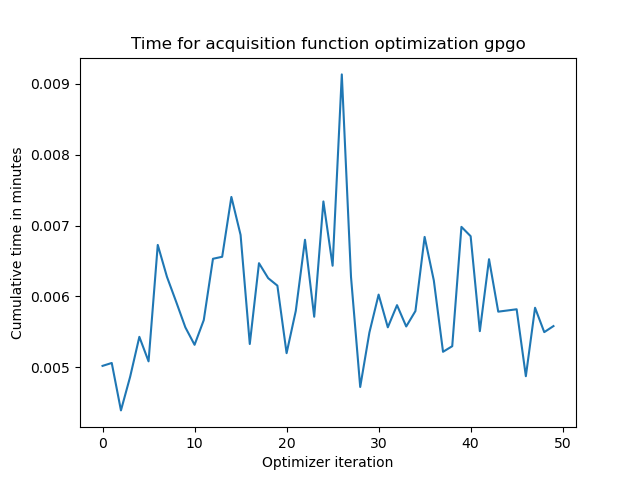 Time for acquisition function optimization gpgo
Cumulative time in minutes
0.009
0.008
0.007
0.006
0.005
0 10 20 30 40 50
Optimizer iteration